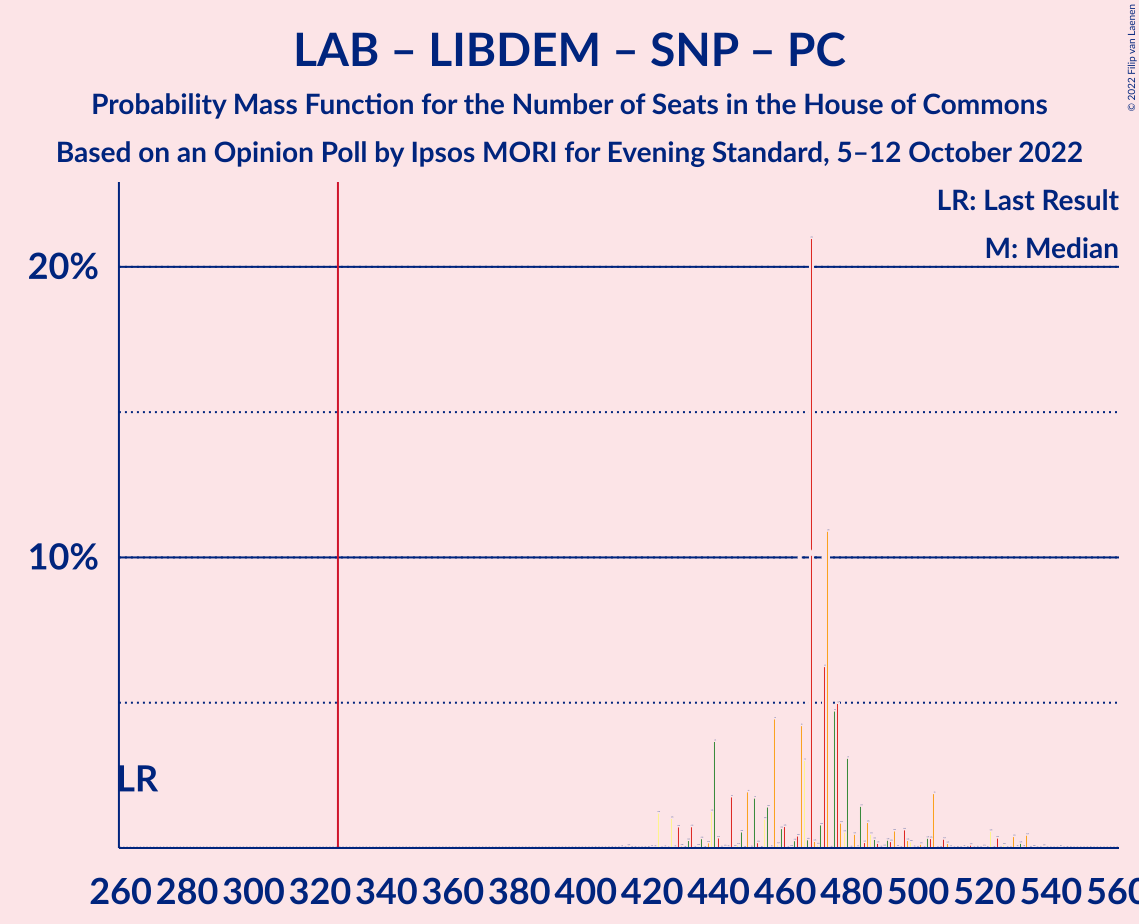 LAB – LIBDEM – SNP – PC
Probability Mass Function for the Number of Seats in the House of Commons
Based on an Opinion Poll by Ipsos MORI for Evening Standard, 5–12 October 2022
© 2022 Filip van Laenen
LR: Last Result
M: Median
20%
10%
LR
260 280 300 320 340 360 380 400 420 440 460 480 500 520 540 560